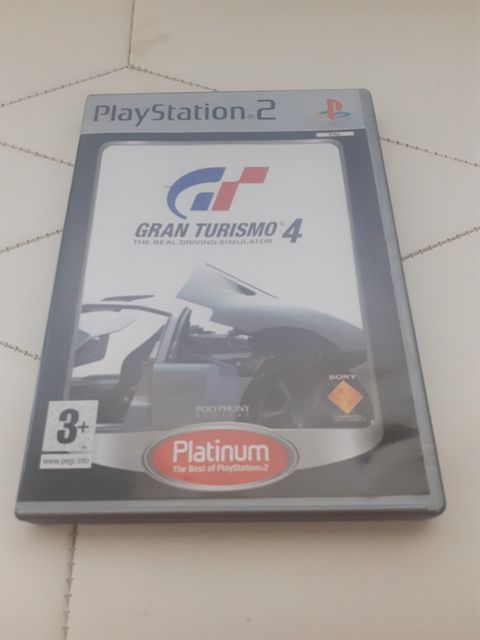 PlayStation®2
PAL
GRAN TURISMO® 4
THE REAL DRIVING SIMULATOR
SONY
POLYPHONY
DIGITAL
3+
www.pegi.info
Platinum
The Best of PlayStation®2